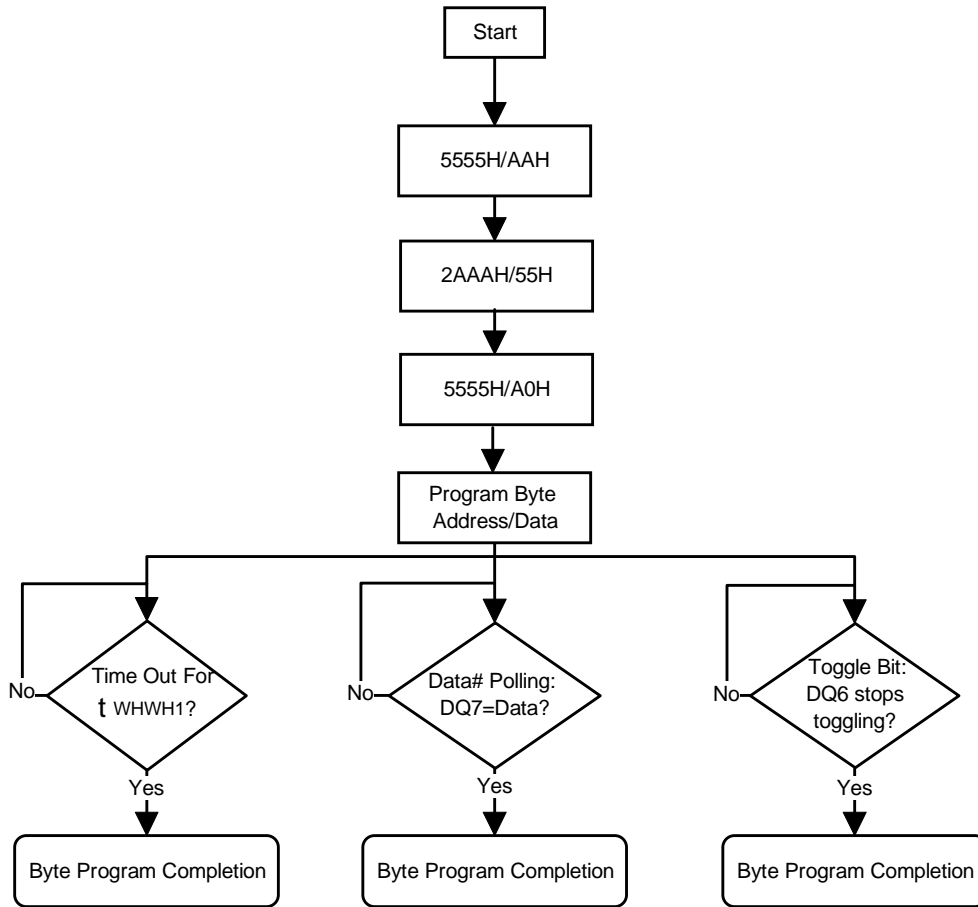 Start
5555H/AAH
2AAAH/55H
5555H/A0H
Program Byte
Address/Data
Time Out For
t WHWH1?
No
Yes
Byte Program Completion
Data# Polling:
DQ7=Data?
No
Yes
Byte Program Completion
Toggle Bit:
DQ6 stops
toggling?
No
Yes
Byte Program Completion